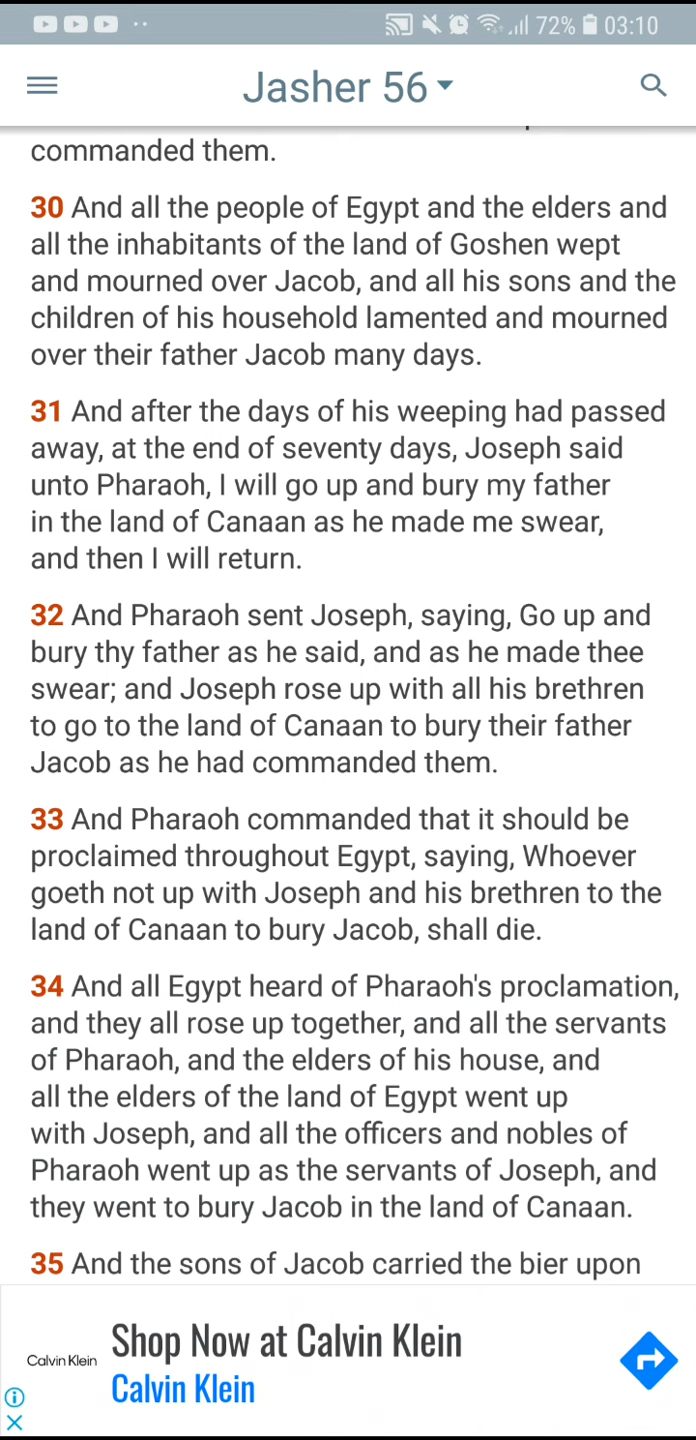 72% 03:10
Jasher 56
commanded them.
30 And all the people of Egypt and the elders and
all the inhabitants of the land of Goshen wept
and mourned over Jacob, and all his sons and the
children of his household lamented and mourned
over their father Jacob many days.
31 And after the days of his weeping had passed
away, at the end of seventy days, Joseph said
unto Pharaoh, I will go up and bury my father
in the land of Canaan as he made me swear,
and then I will return.
32 And Pharaoh sent Joseph, saying, Go up and
bury thy father as he said, and as he made thee
swear; and Joseph rose up with all his brethren
to go to the land of Canaan to bury their father
Jacob as he had commanded them.
33 And Pharaoh commanded that it should be
proclaimed throughout Egypt, saying, Whoever
goeth not up with Joseph and his brethren to the
land of Canaan to bury Jacob, shall die.
34 And all Egypt heard of Pharaoh's proclamation,
and they all rose up together, and all the servants
of Pharaoh, and the elders of his house, and
all the elders of the land of Egypt went up
with Joseph, and all the officers and nobles of
Pharaoh went up as the servants of Joseph, and
they went to bury Jacob in the land of Canaan.
35 And the sons of Jacob carried the bier upon
Shop Now at Calvin Klein
Calvin Klein
Calvin Klein